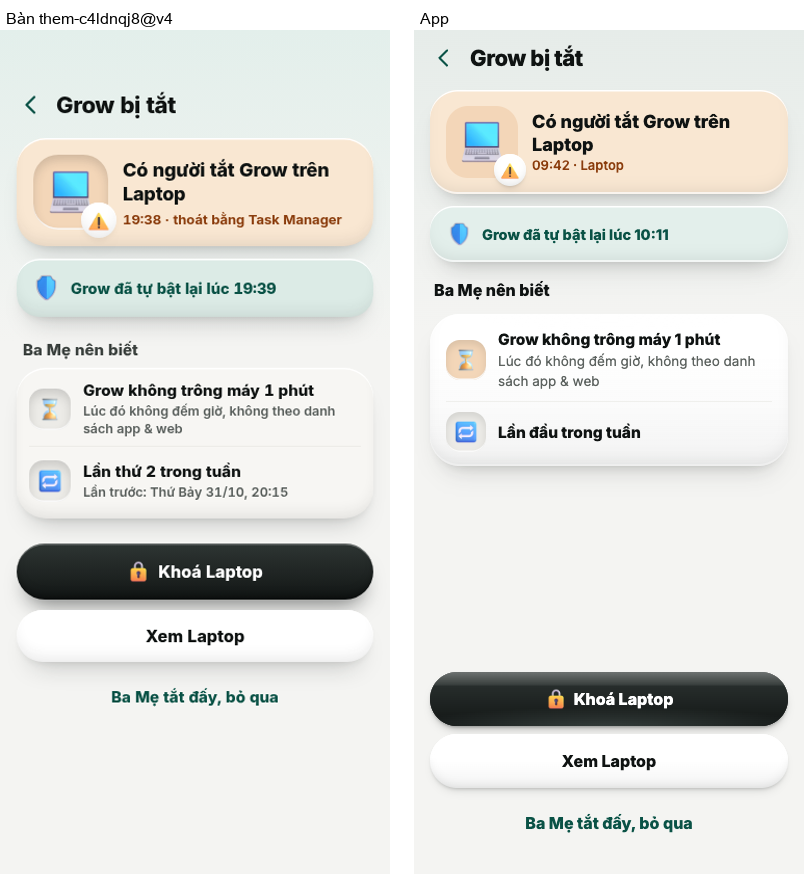 Bản them-c4ldnqj8@v4
Grow bị tắt
Có người tắt Grow trên
Laptop
19:38 · thoát bằng Task Manager
Grow đã tự bật lại lúc 19:39
Ba Mẹ nên biết
Grow không trông máy 1 phút
Lúc đó không đếm giờ, không theo danh
sách app & web
Lần thứ 2 trong tuần
Lần trước: Thứ Bảy 31/10, 20:15
Khoá Laptop
Xem Laptop
Ba Mẹ tắt đấy, bỏ qua
App
Grow bị tắt
Có người tắt Grow trên
Laptop
09:42 · Laptop
Grow đã tự bật lại lúc 10:11
Ba Mẹ nên biết
Grow không trông máy 1 phút
Lúc đó không đếm giờ, không theo danh
sách app & web
Lần đầu trong tuần
Khoá Laptop
Xem Laptop
Ba Mẹ tắt đấy, bỏ qua